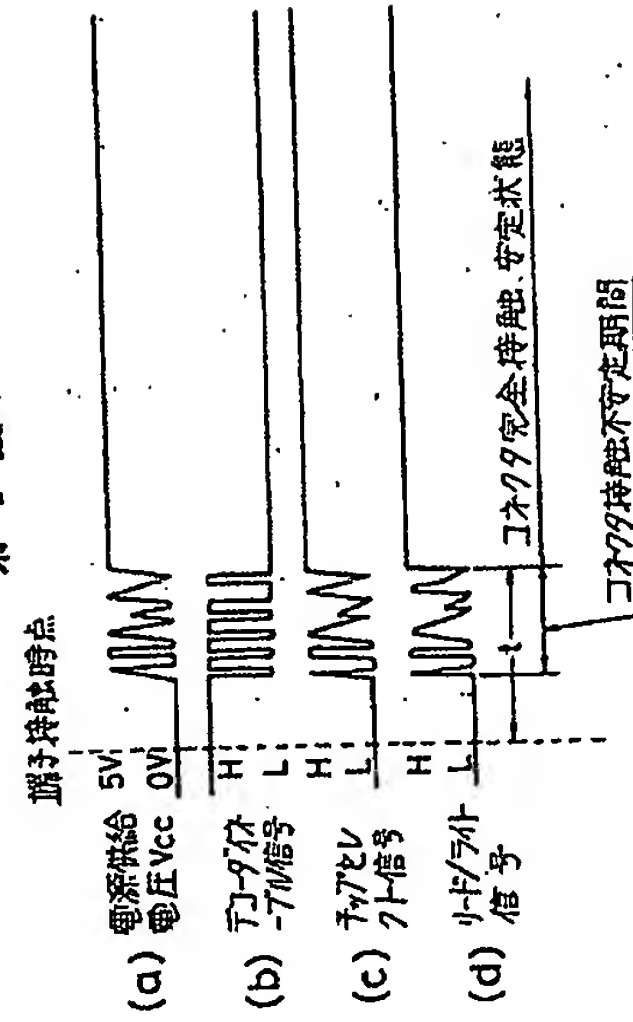 端子接触時点
(a) 電源供給
電圧Vcc
5V
0V
(b) デコーダイネ
ーブル信号
H
L
(c) チップセレ
クト信号
H
L
(d) リード/ライト
信号
H
L
t
コネクタ完全接触、安定状態
コネクタ接触不安定期間